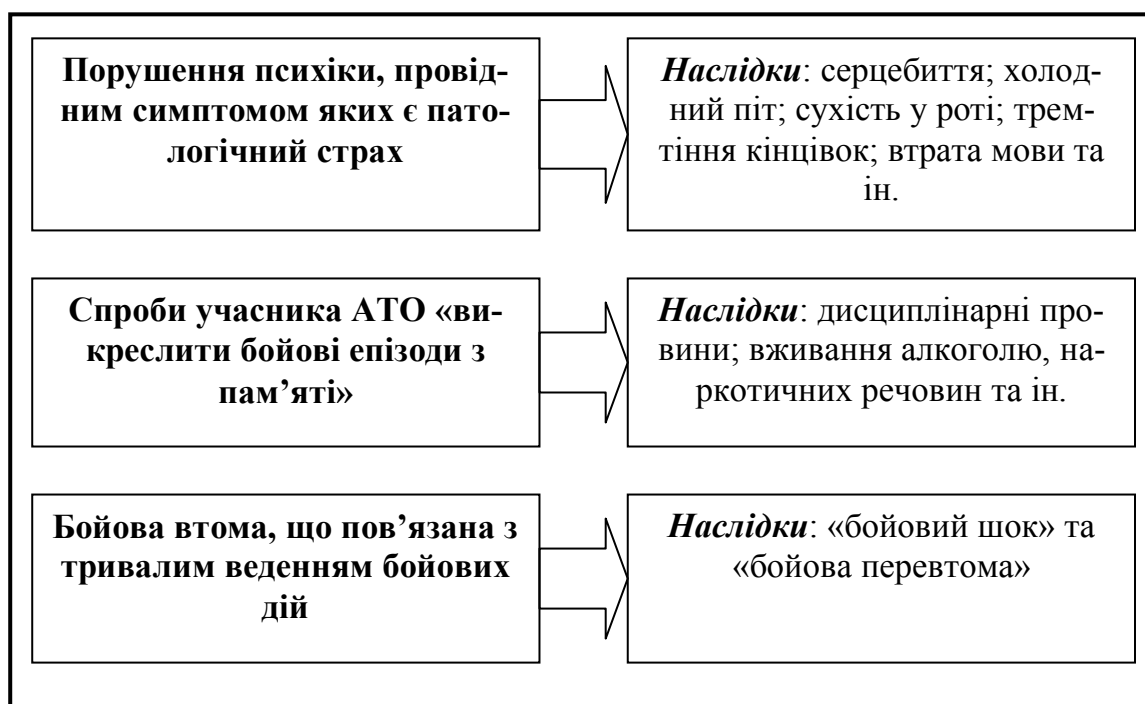 Порушення психіки, провід-
ним симптомом яких є пато-
логічний страх
Наслідки: серцебиття; холод-
ний піт; сухість у роті; трем-
тіння кінцівок; втрата мови та
ін.
Спроби учасника АТО «ви-
креслити бойові епізоди з
пам’яті»
Наслідки: дисциплінарні про-
вини; вживання алкоголю, на-
ркотичних речовин та ін.
Бойова втома, що пов’язана з
тривалим веденням бойових
дій
Наслідки: «бойовий шок» та
«бойова перевтома»